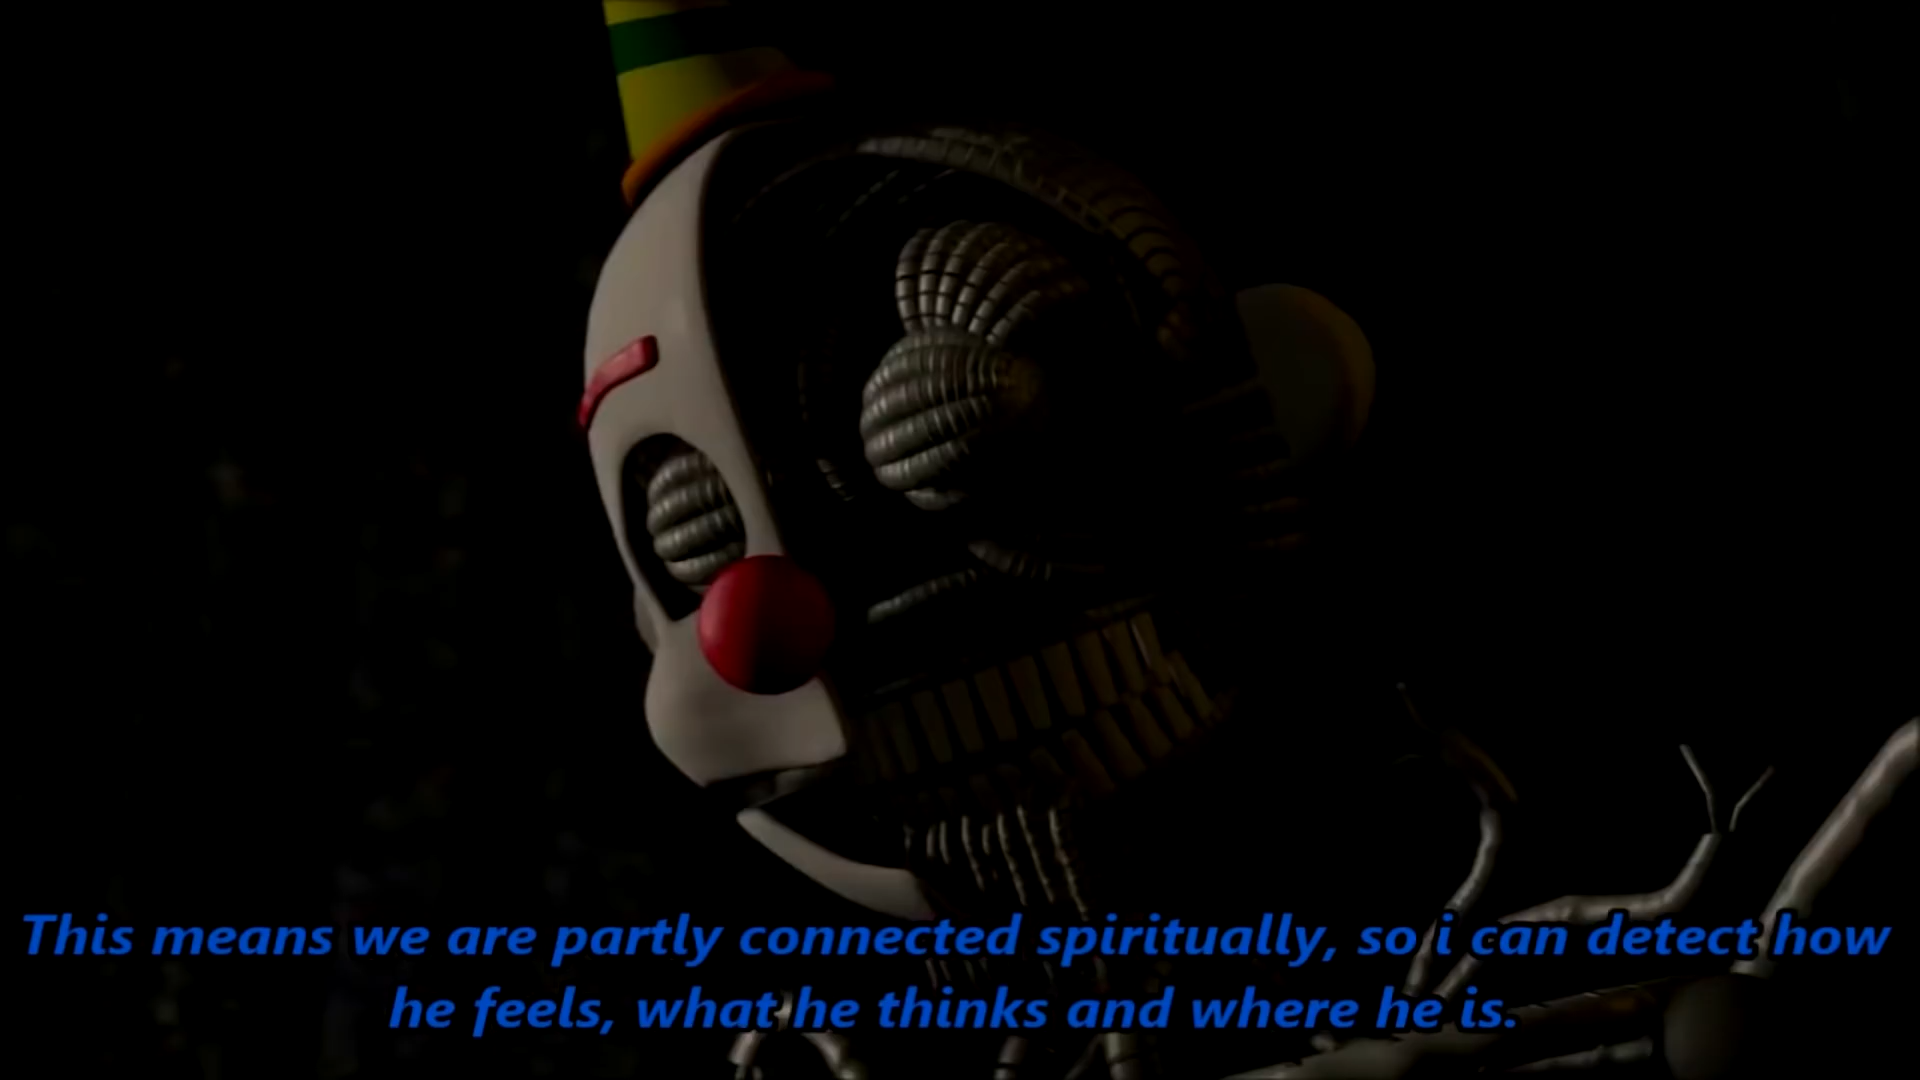 This means we are partly connected spiritually, so i can detect how
he feels, what he thinks and where he is.